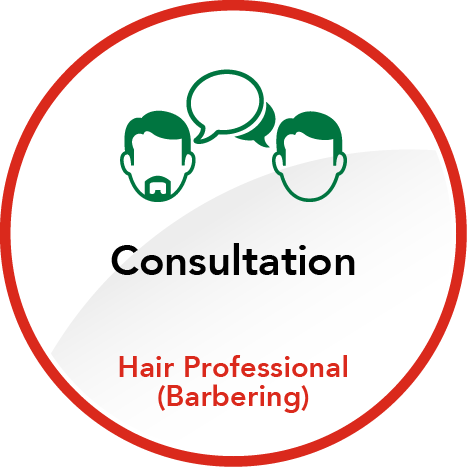 Consultation
Hair Professional
(Barbering)